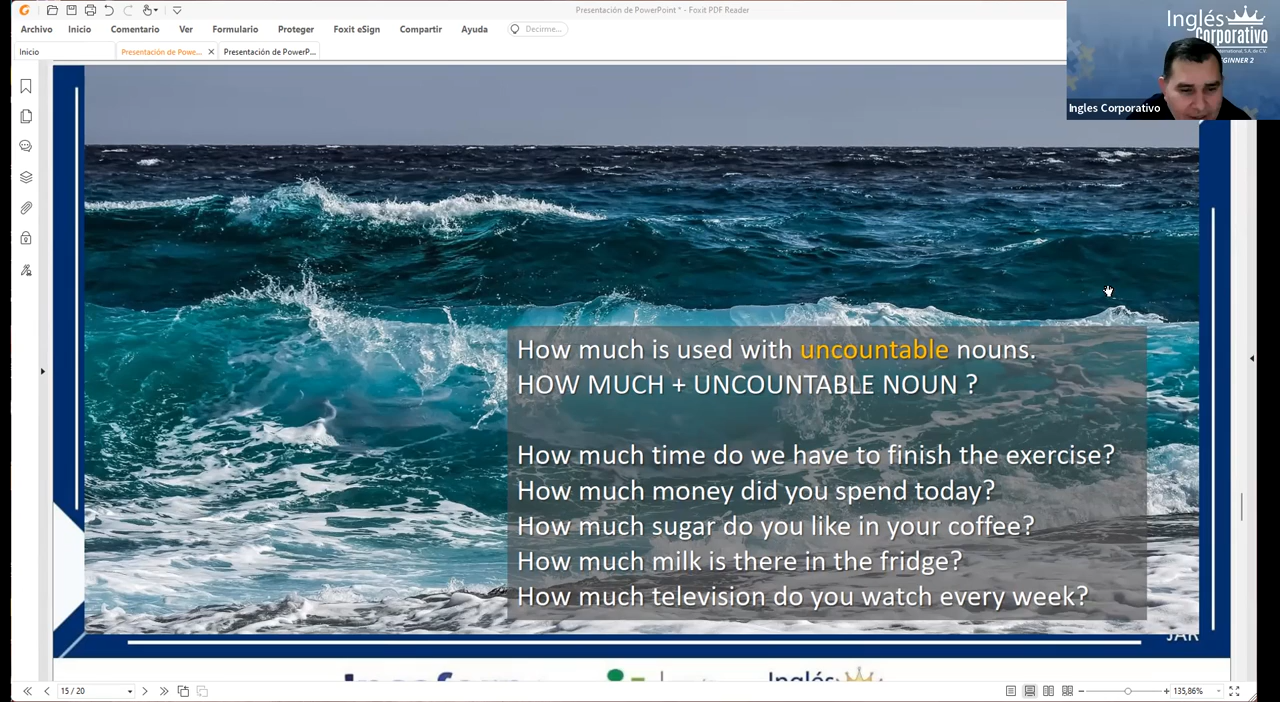 Presentación de PowerPoint * - Foxit PDF Reader
Archivo Inicio Comentario Ver Formulario Proteger Foxit eSign Compartir Ayuda Decirme...
Inicio Presentación de Powe... Presentación de PowerP...
Inglés
Corporativo
Ingles Corporativo
How much is used with uncountable nouns.
HOW MUCH + UNCOUNTABLE NOUN ?
How much time do we have to finish the exercise?
How much money did you spend today?
How much sugar do you like in your coffee?
How much milk is there in the fridge?
How much television do you watch every week?
JAR
Inglés
15 / 20
135,86%